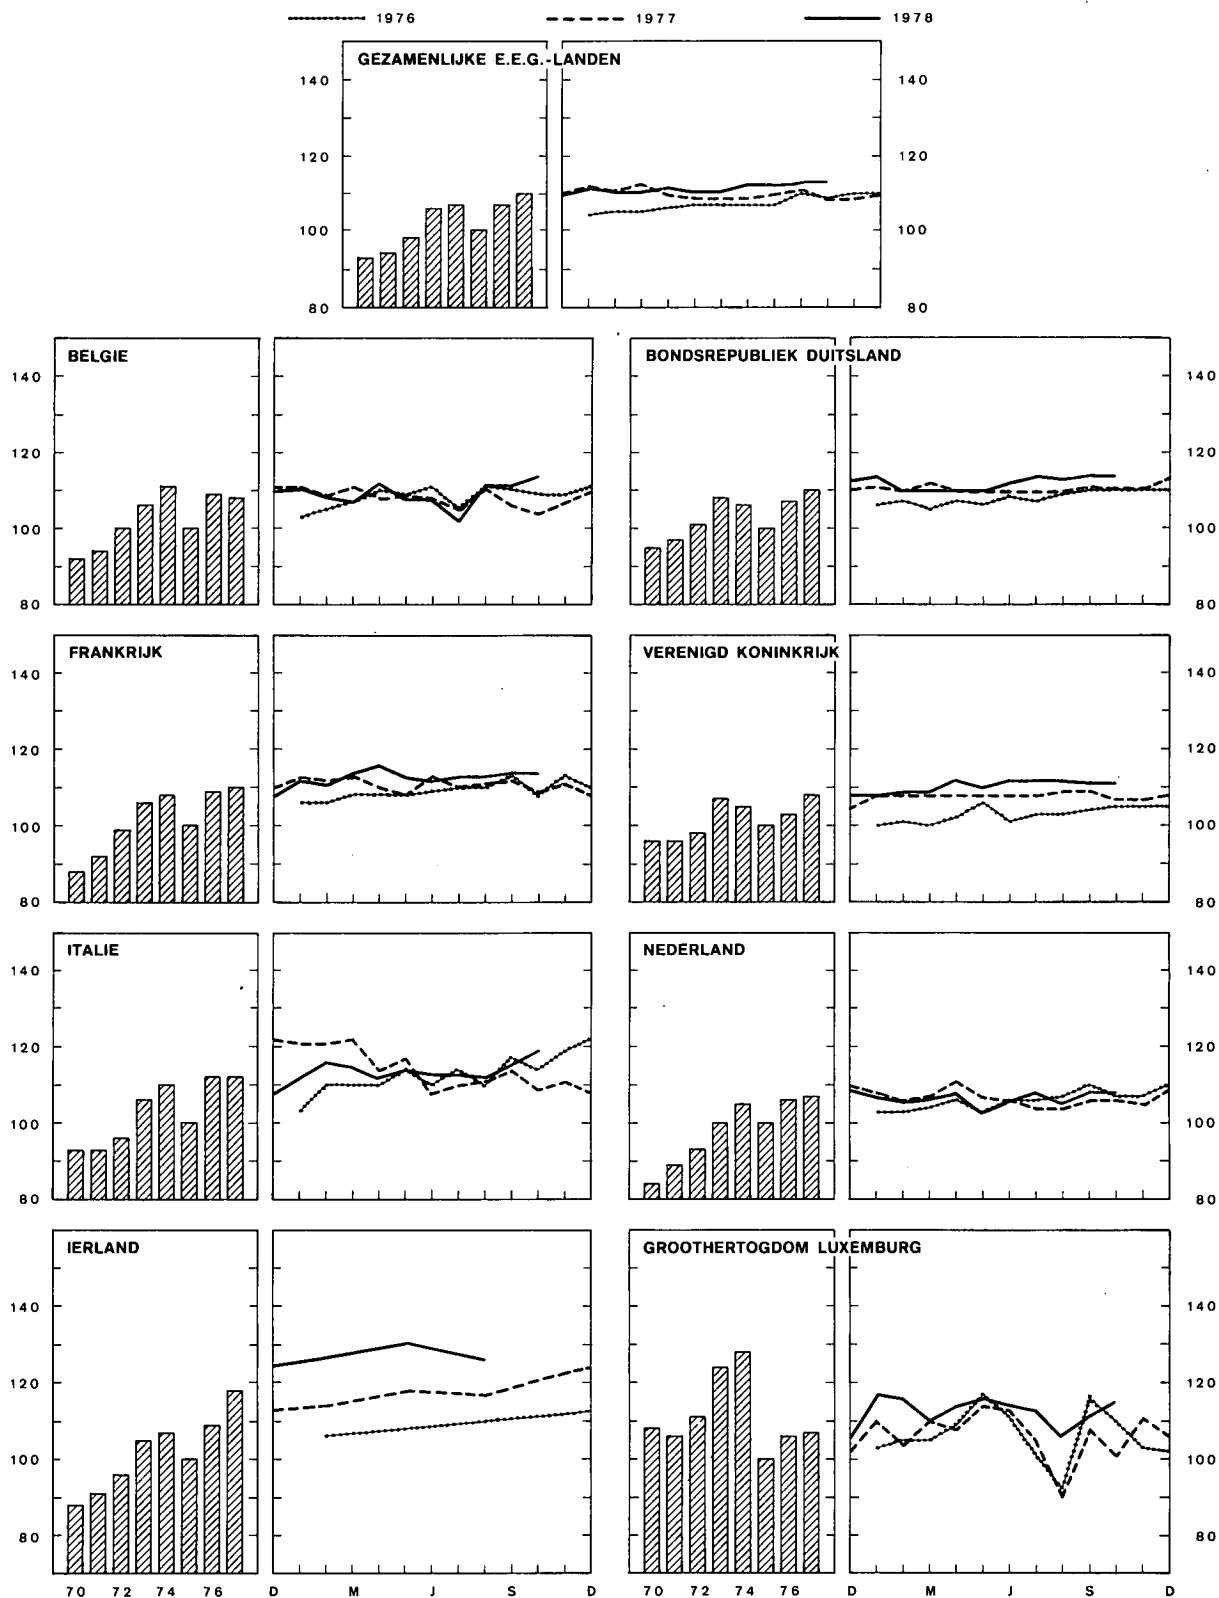 1976 1977 1978
GEZAMENLIJKE E.E.G.-LANDEN
140 140
120 120
100 100
80 80
BELGIE BONDSREPUBLIEK DUITSLAND
140 140
120 120
100 100
80 80
FRANKRIJK VERENIGD KONINKRIJK
140 140
120 120
100 100
80 80
ITALIE NEDERLAND
140 140
120 120
100 100
80 80
IERLAND GROOTHERTOGDOM LUXEMBURG
140 140
120 120
100 100
80 80
70 72 74 76 D M J S D 70 72 74 76 D M J S D